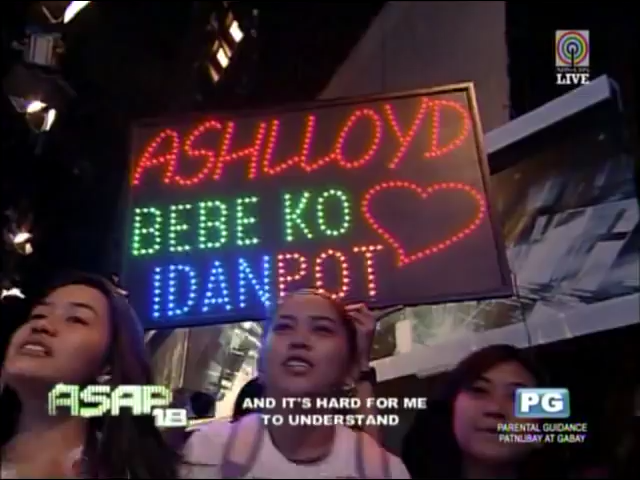 LIVE
ASHLLOYD
BEBE KO
IDANPOT
ASAP 18
AND IT'S HARD FOR ME
TO UNDERSTAND
PG
PARENTAL GUIDANCE
PATNUBAY AT GABAY